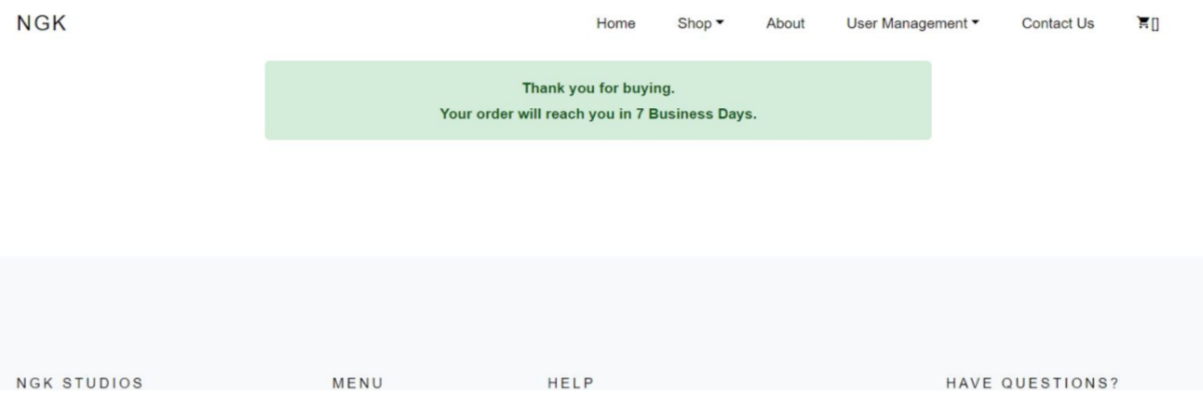 NGK
Home Shop About User Management Contact Us []
Thank you for buying.
Your order will reach you in 7 Business Days.
NGK STUDIOS MENU HELP HAVE QUESTIONS?